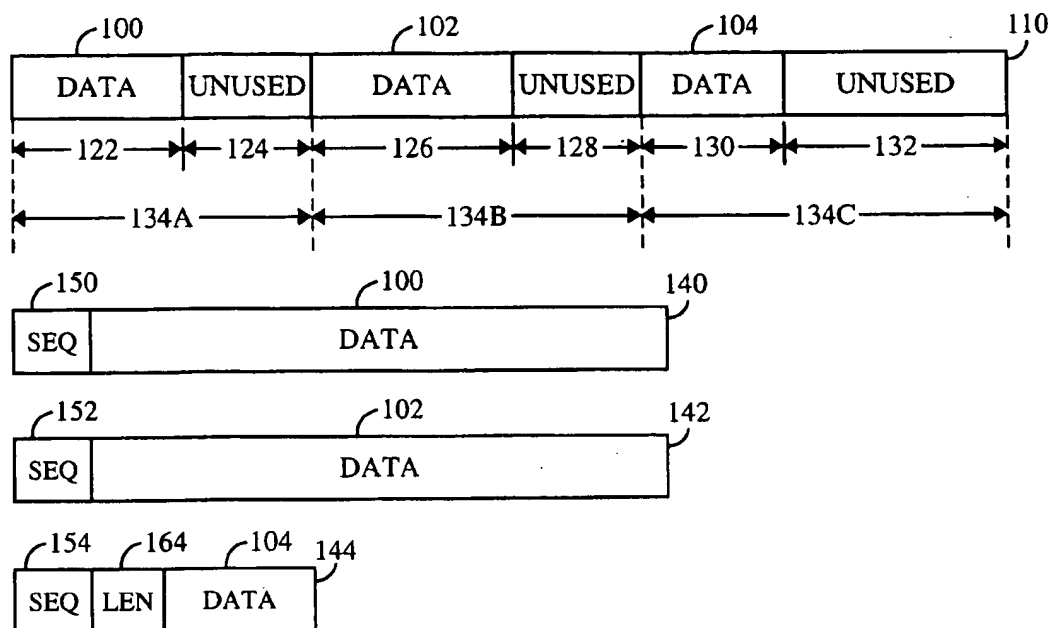 100 102 104 110
DATA UNUSED DATA UNUSED DATA UNUSED
122 124 126 128 130 132
134A 134B 134C
150 100 140
SEQ DATA
152 102 142
SEQ DATA
154 164 104 144
SEQ LEN DATA